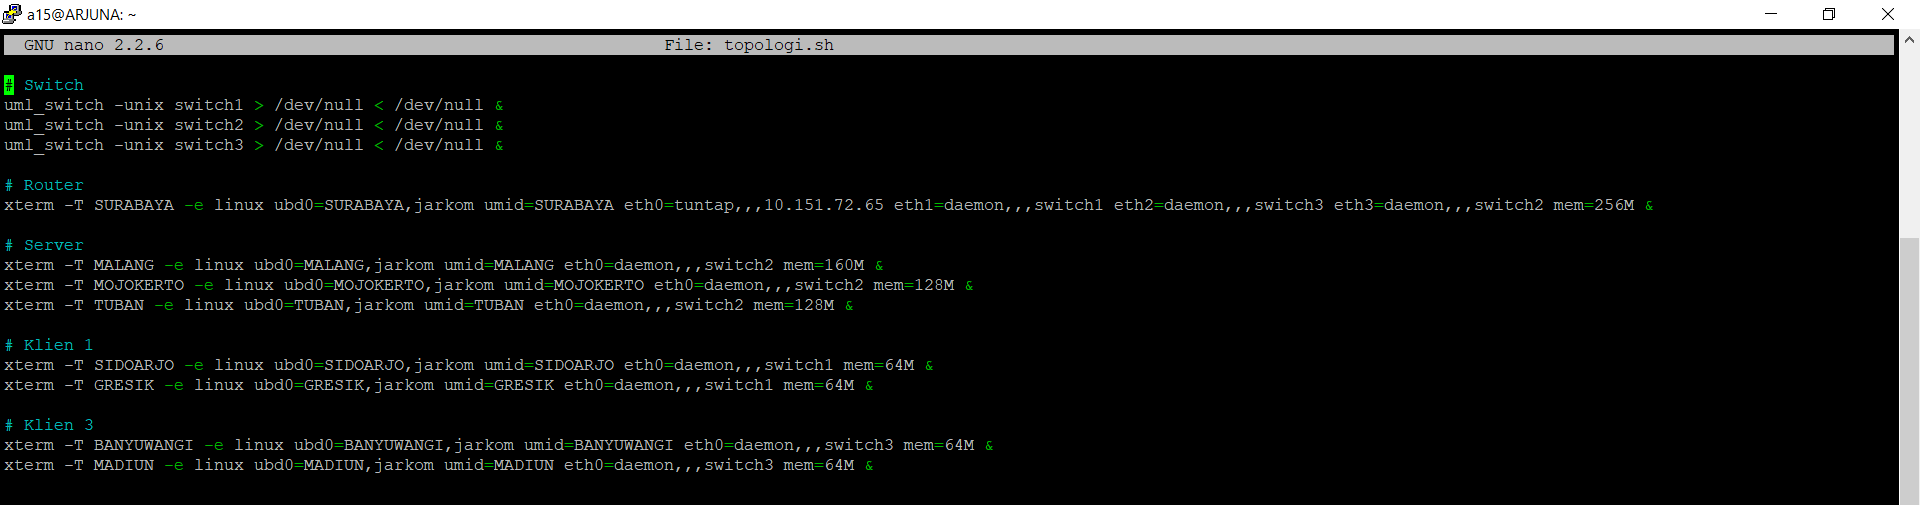 a15@ARJUNA: ~
GNU nano 2.2.6 File: topologi.sh
# Switch
uml_switch -unix switch1 > /dev/null < /dev/null &
uml_switch -unix switch2 > /dev/null < /dev/null &
uml_switch -unix switch3 > /dev/null < /dev/null &
# Router
xterm -T SURABAYA -e linux ubd0=SURABAYA,jarkom umid=SURABAYA eth0=tuntap,,,10.151.72.65 eth1=daemon,,,switch1 eth2=daemon,,,switch3 eth3=daemon,,,switch2 mem=256M &
# Server
xterm -T MALANG -e linux ubd0=MALANG,jarkom umid=MALANG eth0=daemon,,,switch2 mem=160M &
xterm -T MOJOKERTO -e linux ubd0=MOJOKERTO,jarkom umid=MOJOKERTO eth0=daemon,,,switch2 mem=128M &
xterm -T TUBAN -e linux ubd0=TUBAN,jarkom umid=TUBAN eth0=daemon,,,switch2 mem=128M &
# Klien 1
xterm -T SIDOARJO -e linux ubd0=SIDOARJO,jarkom umid=SIDOARJO eth0=daemon,,,switch1 mem=64M &
xterm -T GRESIK -e linux ubd0=GRESIK,jarkom umid=GRESIK eth0=daemon,,,switch1 mem=64M &
# Klien 3
xterm -T BANYUWANGI -e linux ubd0=BANYUWANGI,jarkom umid=BANYUWANGI eth0=daemon,,,switch3 mem=64M &
xterm -T MADIUN -e linux ubd0=MADIUN,jarkom umid=MADIUN eth0=daemon,,,switch3 mem=64M &